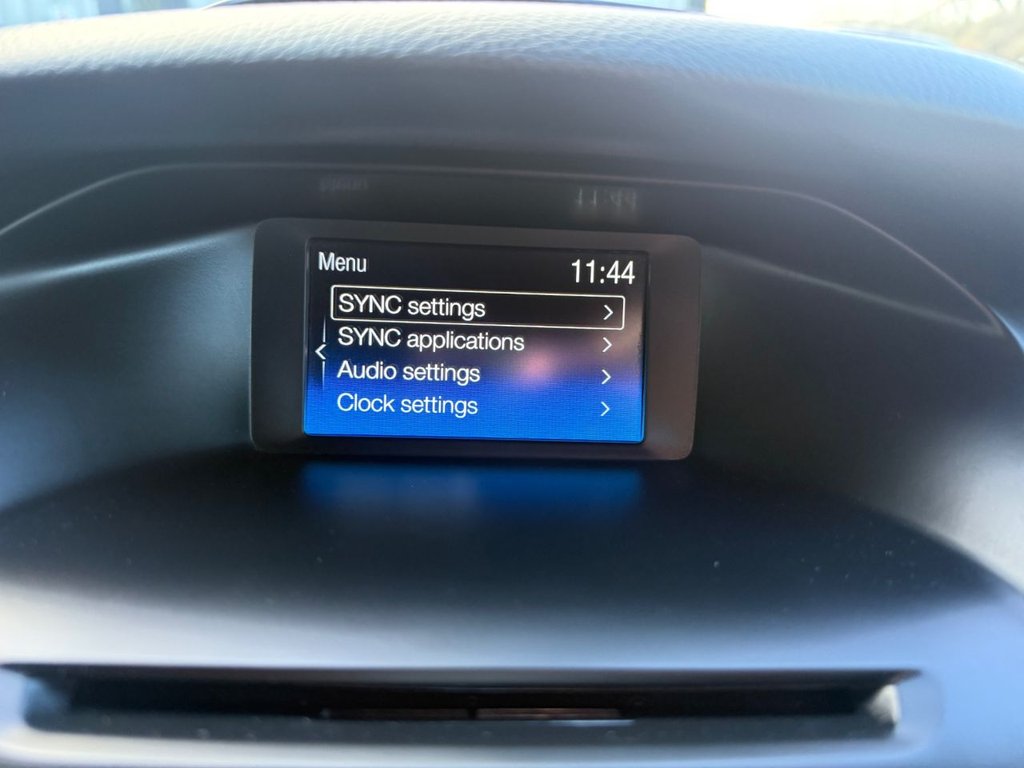 Menu 11:44
SYNC settings
SYNC applications
Audio settings
Clock settings